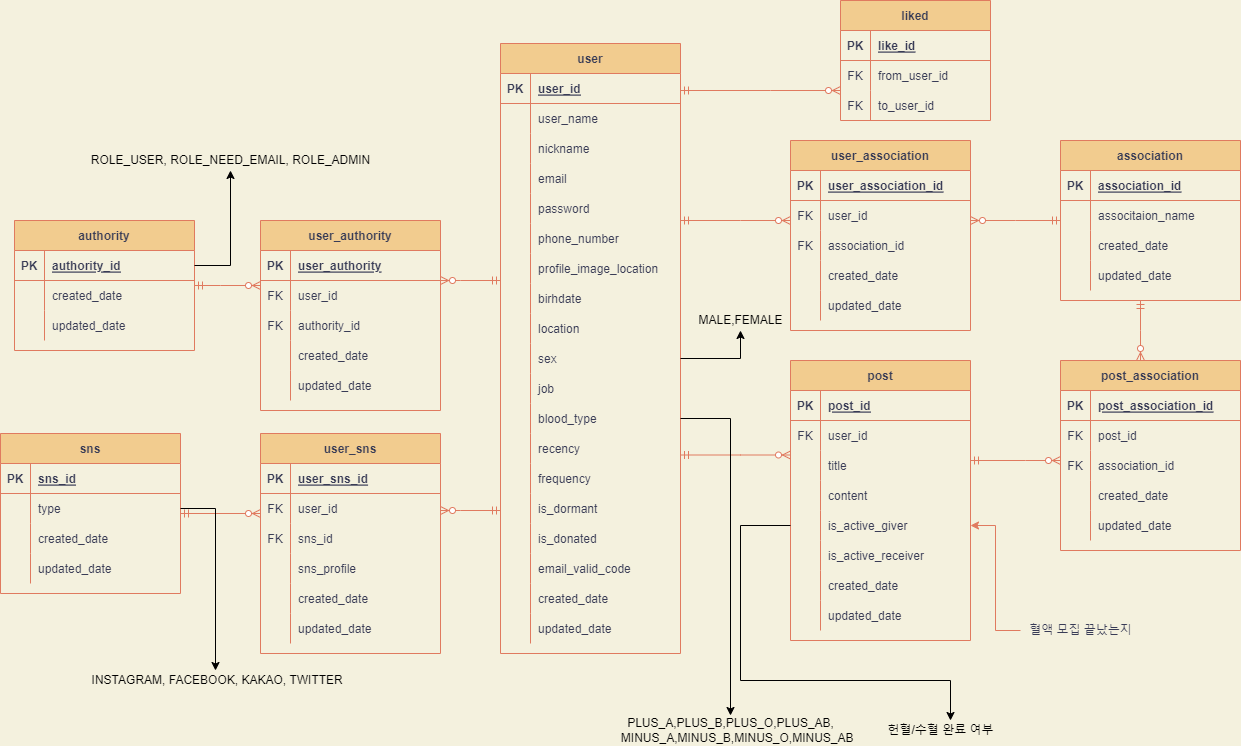 liked
PK like_id
FK from_user_id
FK to_user_id
user
PK user_id
user_name
nickname
email
password
phone_number
profile_image_location
birhdate
location
sex
job
blood_type
recency
frequency
is_dormant
is_donated
email_valid_code
created_date
updated_date
user_association
PK user_association_id
FK user_id
FK association_id
created_date
updated_date
association
PK association_id
associtaion_name
created_date
updated_date
ROLE_USER, ROLE_NEED_EMAIL, ROLE_ADMIN
authority
PK authority_id
created_date
updated_date
user_authority
PK user_authority
FK user_id
FK authority_id
created_date
updated_date
MALE,FEMALE
post
PK post_id
FK user_id
title
content
is_active_giver
is_active_receiver
created_date
updated_date
post_association
PK post_association_id
FK post_id
FK association_id
created_date
updated_date
sns
PK sns_id
type
created_date
updated_date
user_sns
PK user_sns_id
FK user_id
FK sns_id
sns_profile
created_date
updated_date
혈액 모집 끝났는지
INSTAGRAM, FACEBOOK, KAKAO, TWITTER
PLUS_A,PLUS_B,PLUS_O,PLUS_AB,
MINUS_A,MINUS_B,MINUS_O,MINUS_AB
헌혈/수혈 완료 여부